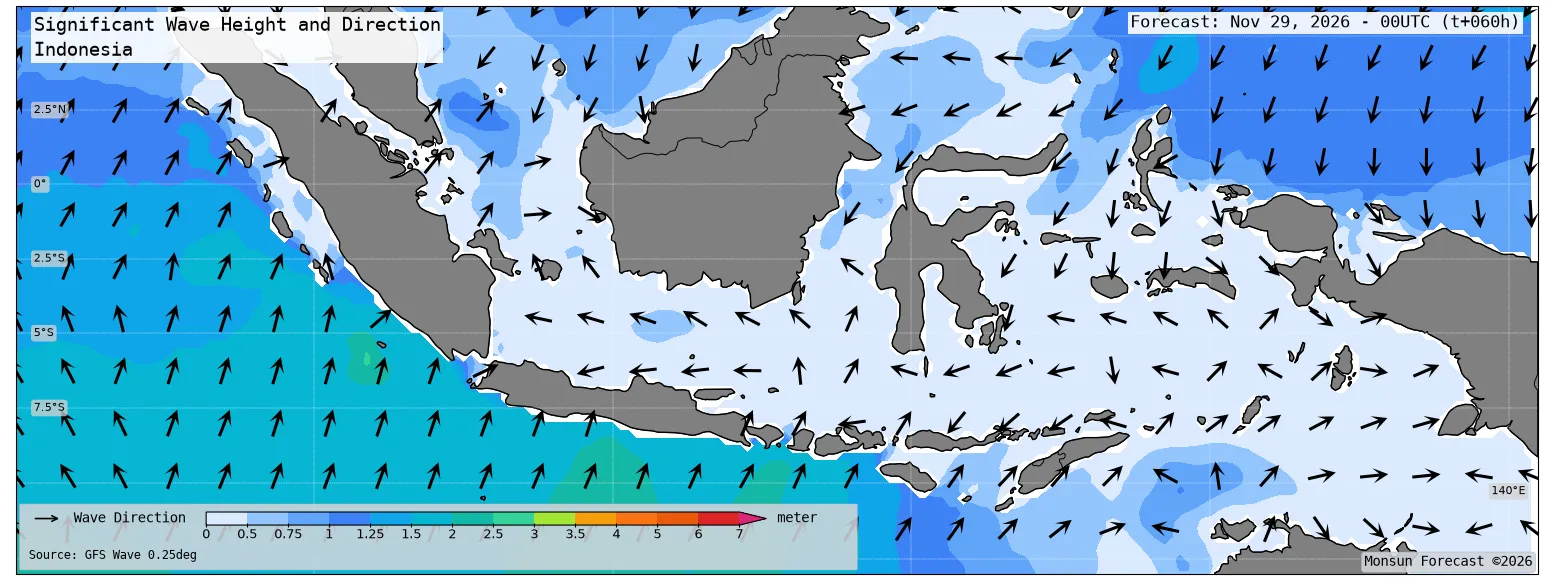 Significant Wave Height and Direction
Indonesia
Forecast: Nov 29, 2026 - 00UTC (t+060h)
2.5°N
0°
2.5°S
5°S
7.5°S
140°E
Wave Direction
meter
0 0.5 0.75 1 1.25 1.5 2 2.5 3 3.5 4 5 6 7
Source: GFS Wave 0.25deg
Monsun Forecast ©2026